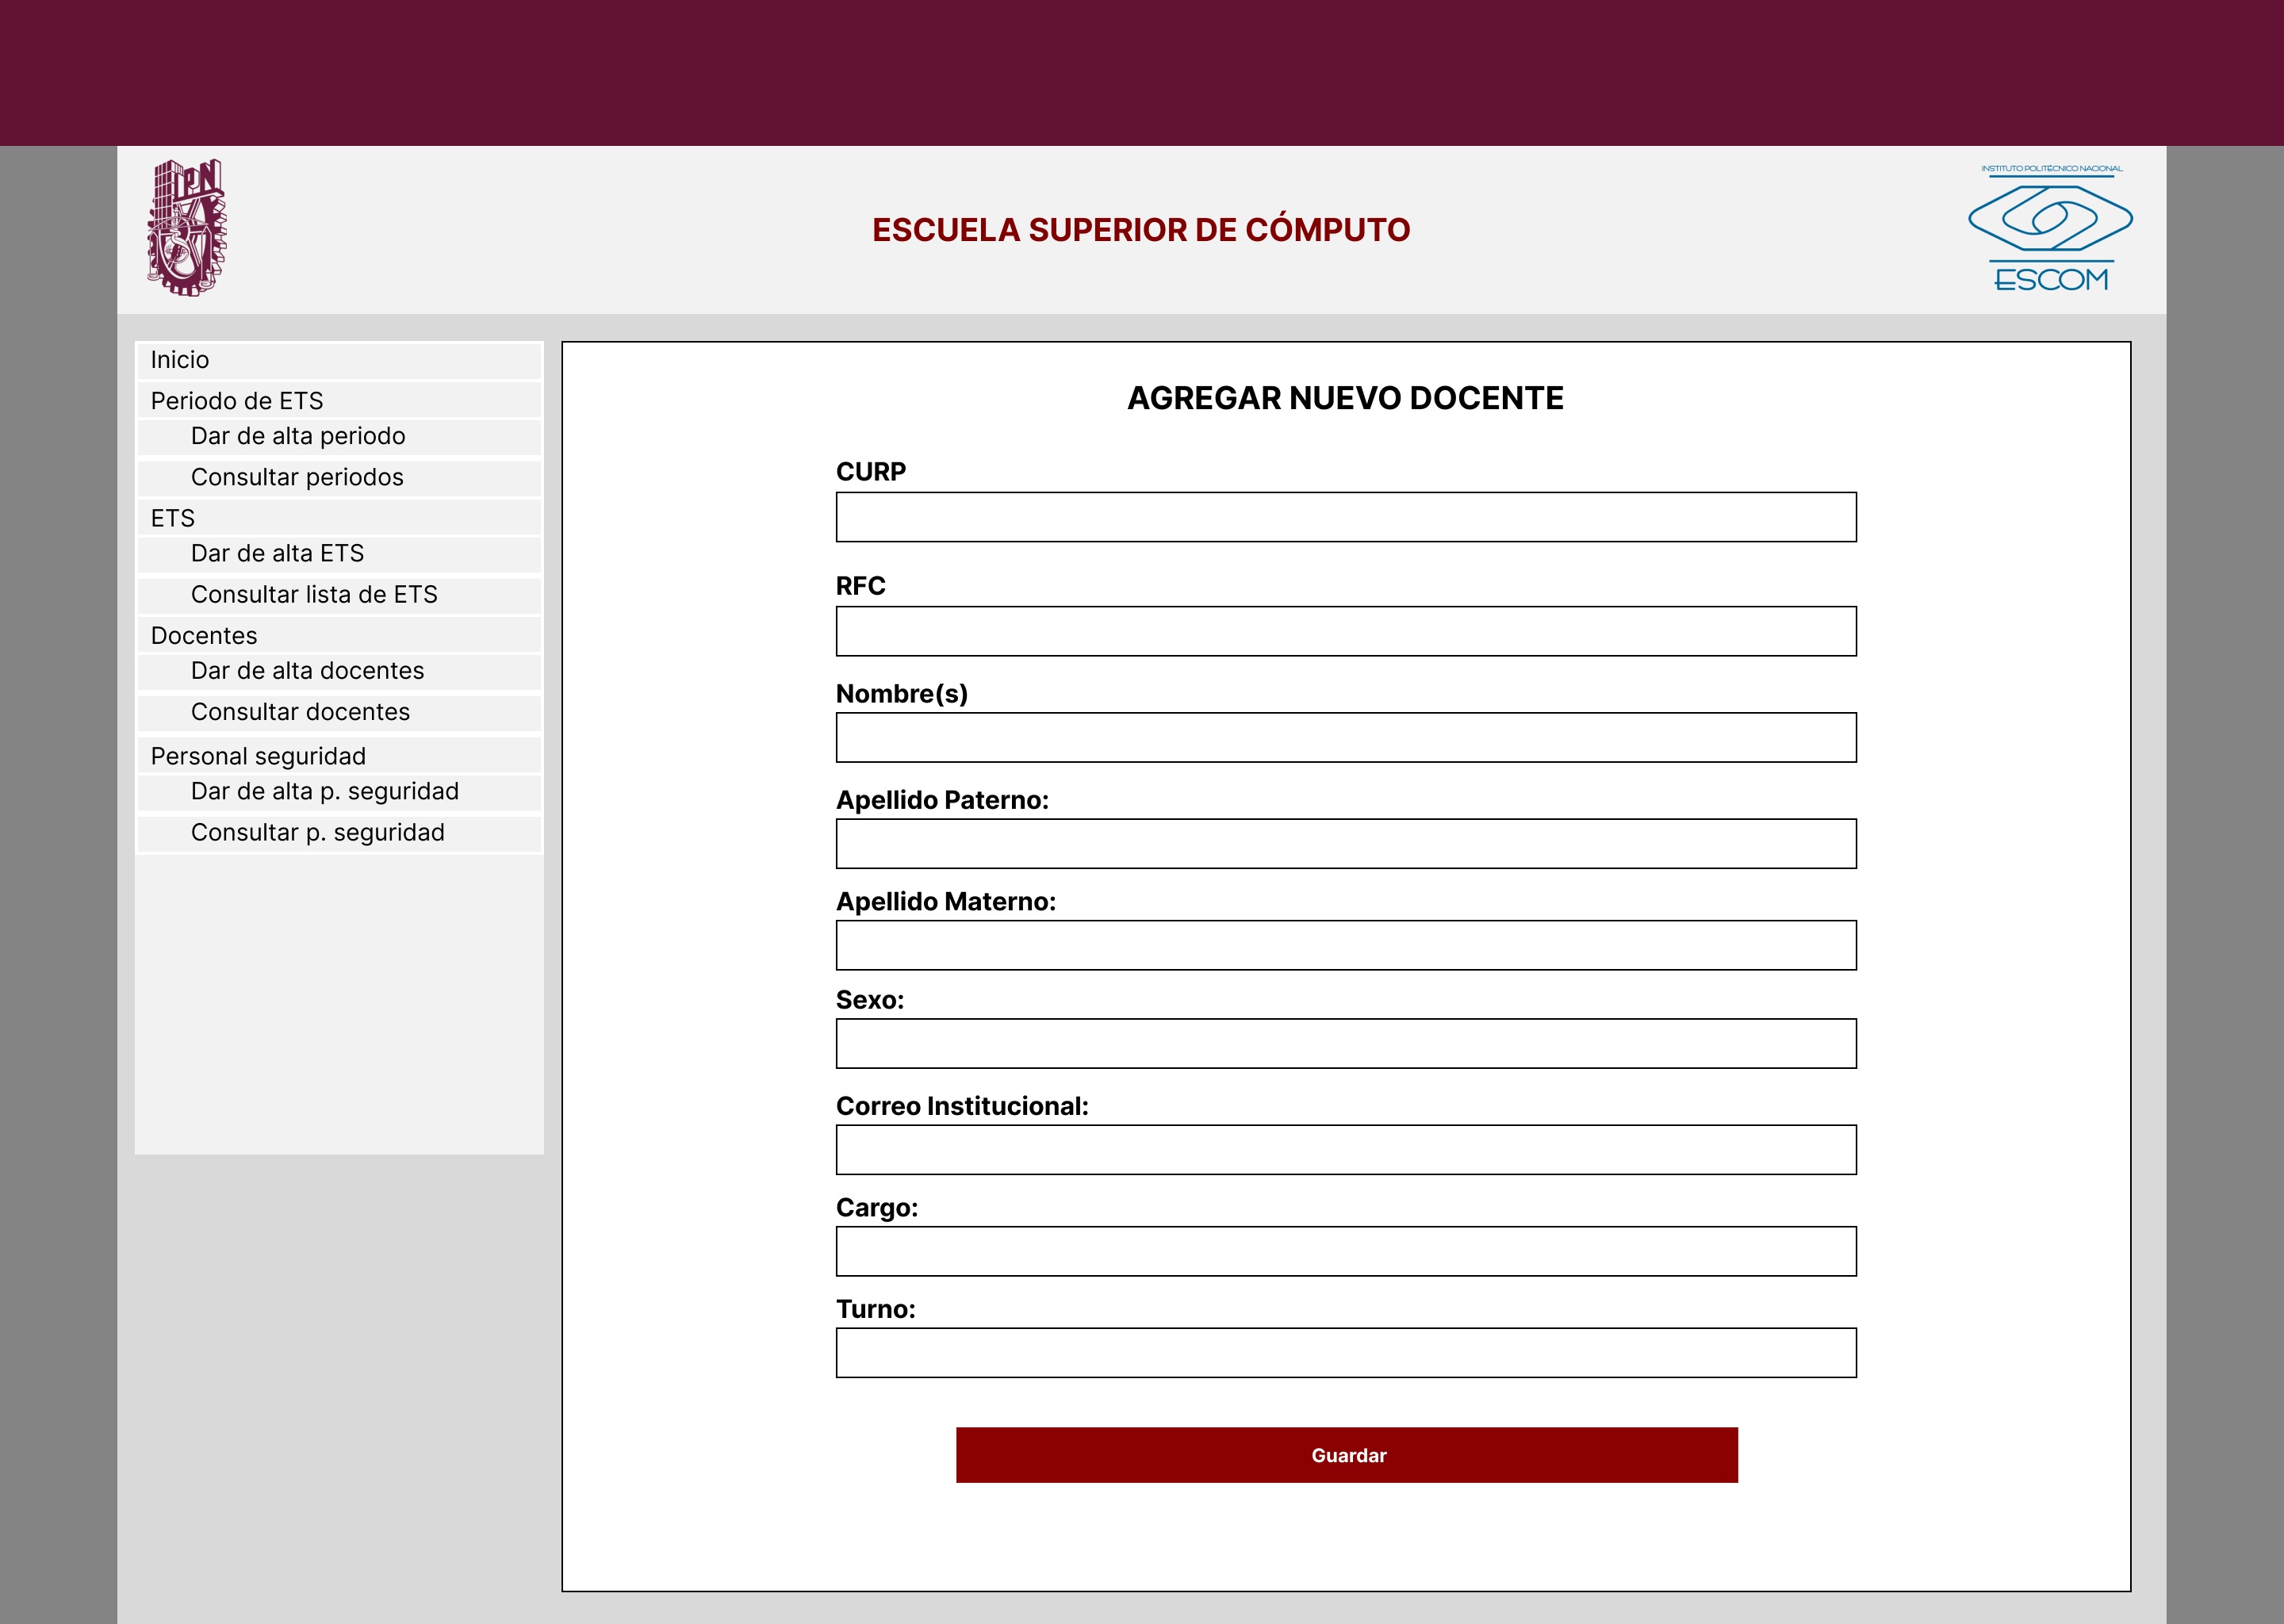 IPN
INSTITUTO POLITÉCNICO NACIONAL
ESCUELA SUPERIOR DE CÓMPUTO
ESCOM
Inicio
Periodo de ETS
Dar de alta periodo
Consultar periodos
ETS
Dar de alta ETS
Consultar lista de ETS
Docentes
Dar de alta docentes
Consultar docentes
Personal seguridad
Dar de alta p. seguridad
Consultar p. seguridad
AGREGAR NUEVO DOCENTE
CURP
RFC
Nombre(s)
Apellido Paterno:
Apellido Materno:
Sexo:
Correo Institucional:
Cargo:
Turno:
Guardar